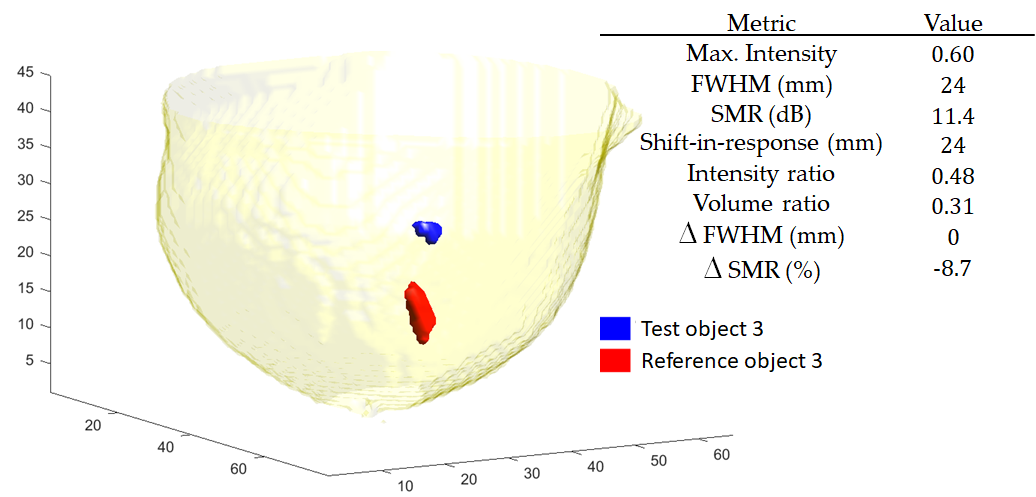 Metric Value
Max. Intensity 0.60
FWHM (mm) 24
SMR (dB) 11.4
Shift-in-response (mm) 24
Intensity ratio 0.48
Volume ratio 0.31
Δ FWHM (mm) 0
Δ SMR (%) -8.7
Test object 3
Reference object 3
45
40
35
30
25
20
15
10
5
20
40
60
10
20
30
40
50
60